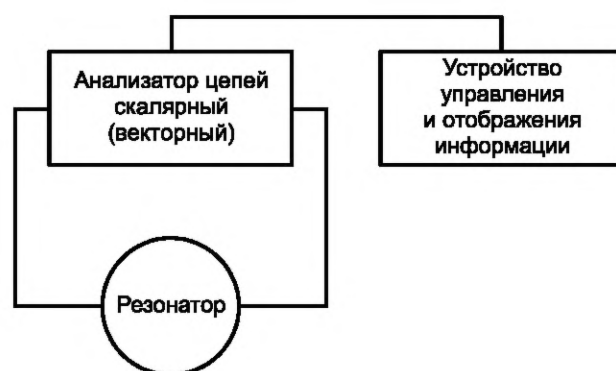 Анализатор цепей
скалярный
(векторный)
Устройство
управления
и отображения
информации
Резонатор